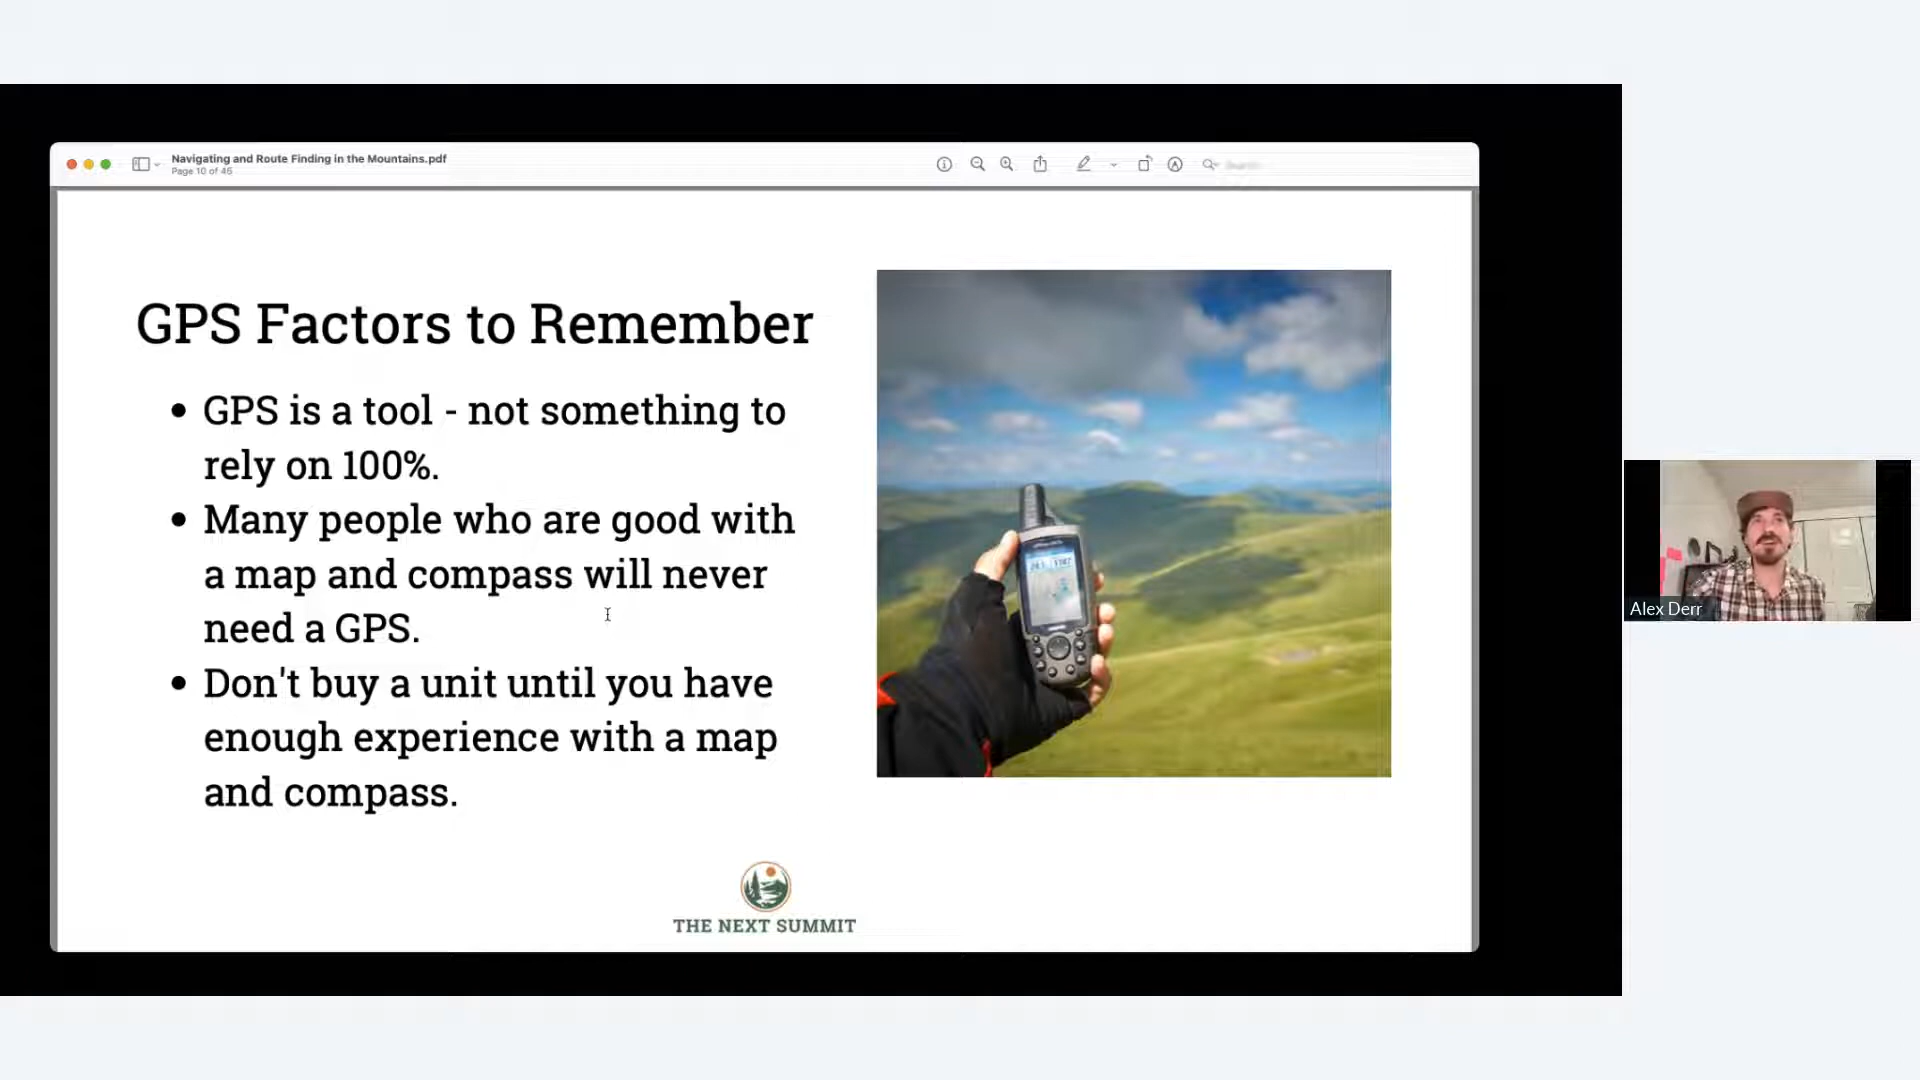 Navigating and Route Finding in the Mountains.pdf
Page 10 of 45
GPS Factors to Remember
• GPS is a tool - not something to
rely on 100%.
• Many people who are good with
a map and compass will never
need a GPS.
• Don't buy a unit until you have
enough experience with a map
and compass.
THE NEXT SUMMIT
Alex Derr